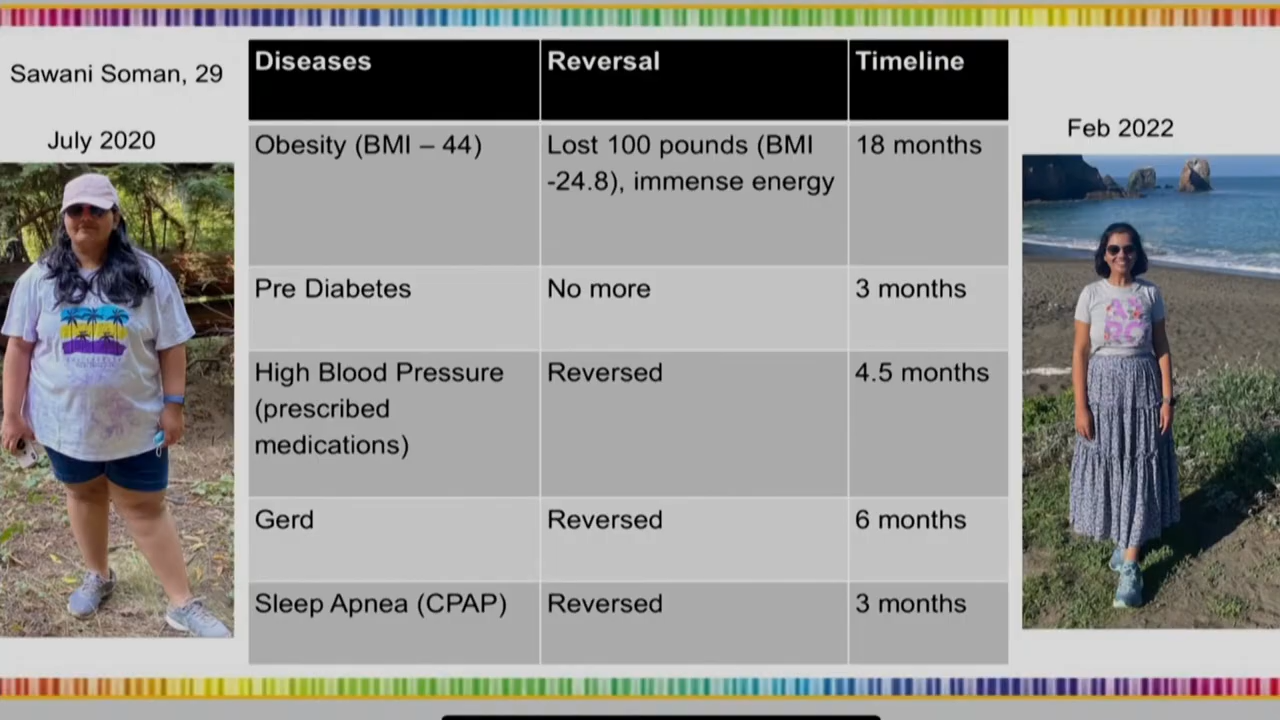 Sawani Soman, 29
July 2020
Diseases
Reversal
Timeline
Obesity (BMI – 44)
Lost 100 pounds (BMI
-24.8), immense energy
18 months
Pre Diabetes
No more
3 months
High Blood Pressure
(prescribed
medications)
Reversed
4.5 months
Gerd
Reversed
6 months
Sleep Apnea (CPAP)
Reversed
3 months
Feb 2022